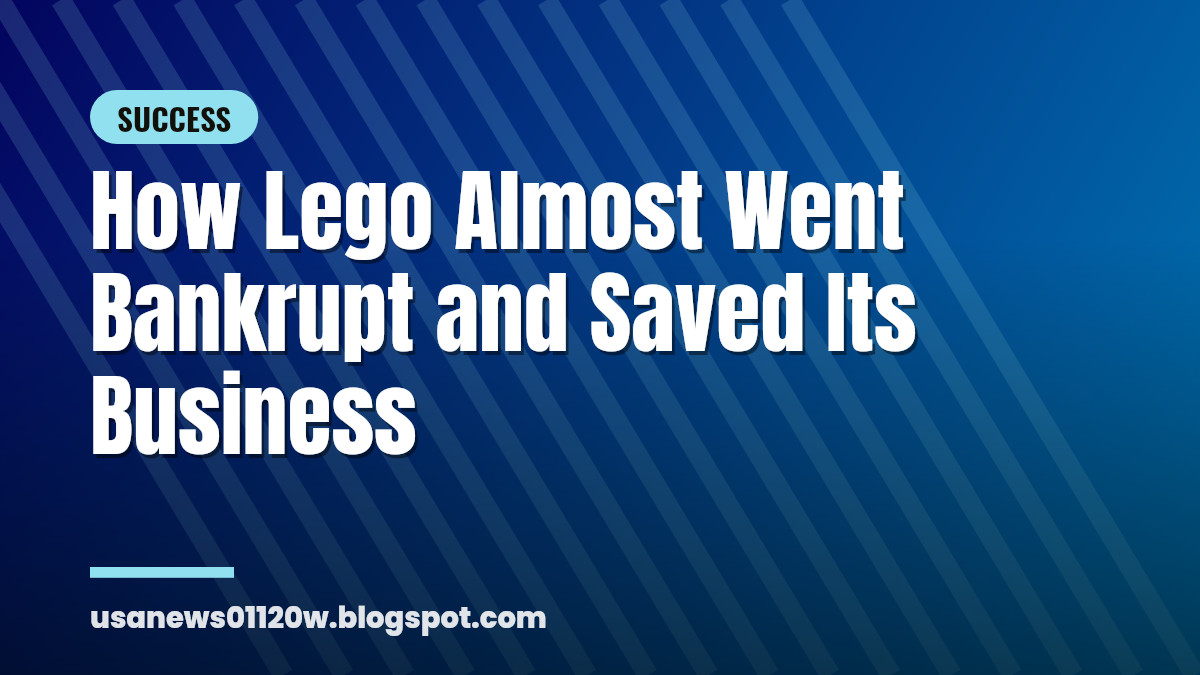 SUCCESS
How Lego Almost Went
Bankrupt and Saved Its
Business
usanews01120w.blogspot.com